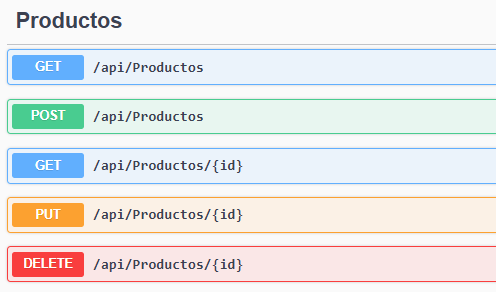 Productos
GET /api/Productos
POST /api/Productos
GET /api/Productos/{id}
PUT /api/Productos/{id}
DELETE /api/Productos/{id}